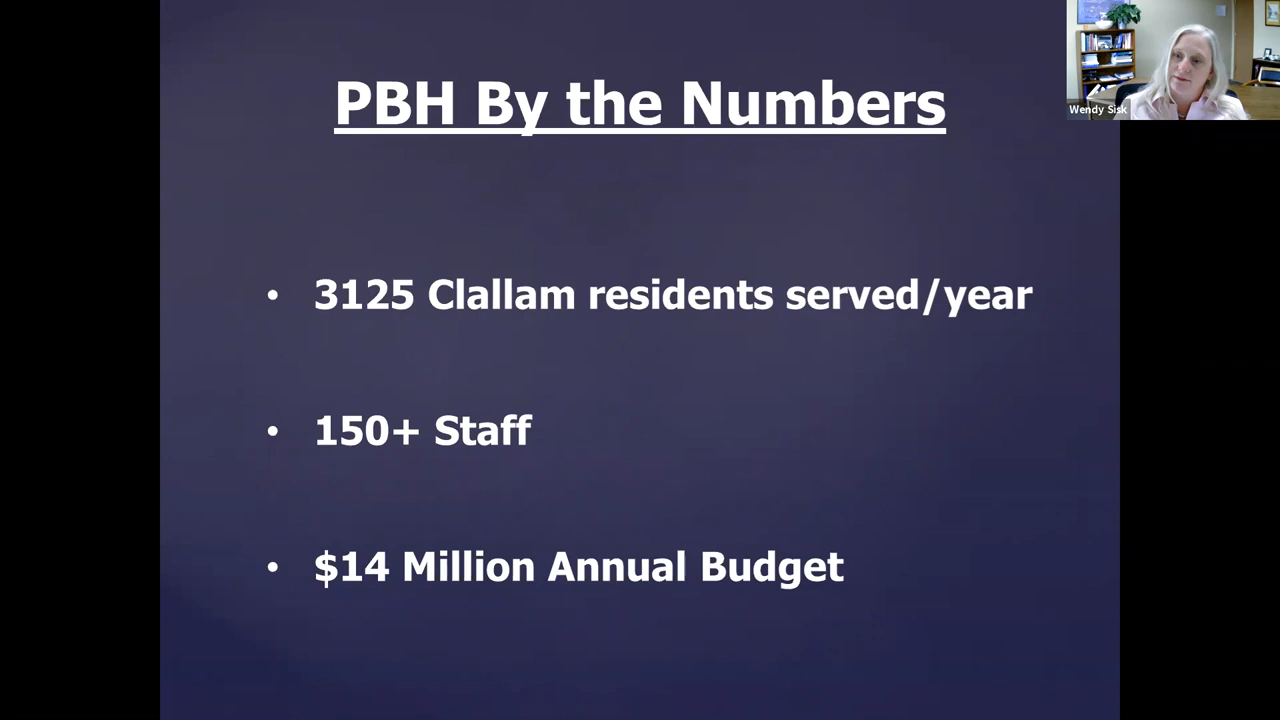 PBH By the Numbers
Wendy Sisk
• 3125 Clallam residents served/year
• 150+ Staff
• $14 Million Annual Budget